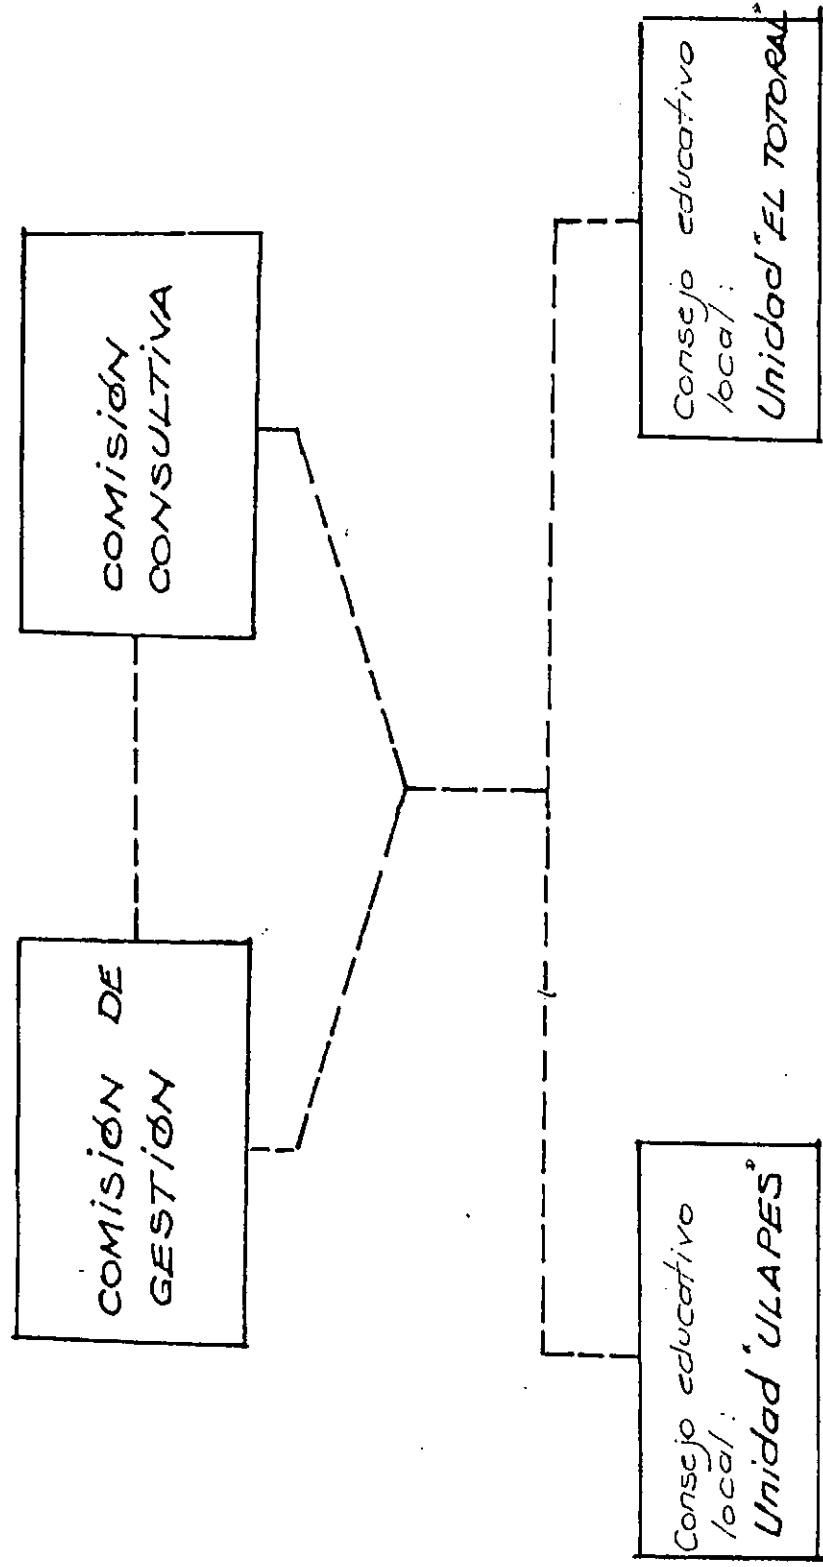 COMISIÓN DE
GESTIÓN
COMISIÓN
CONSULTIVA
Consejo educativo
local:
Unidad "ULAPES"
Consejo educativo
local:
Unidad "EL TOTORAL"